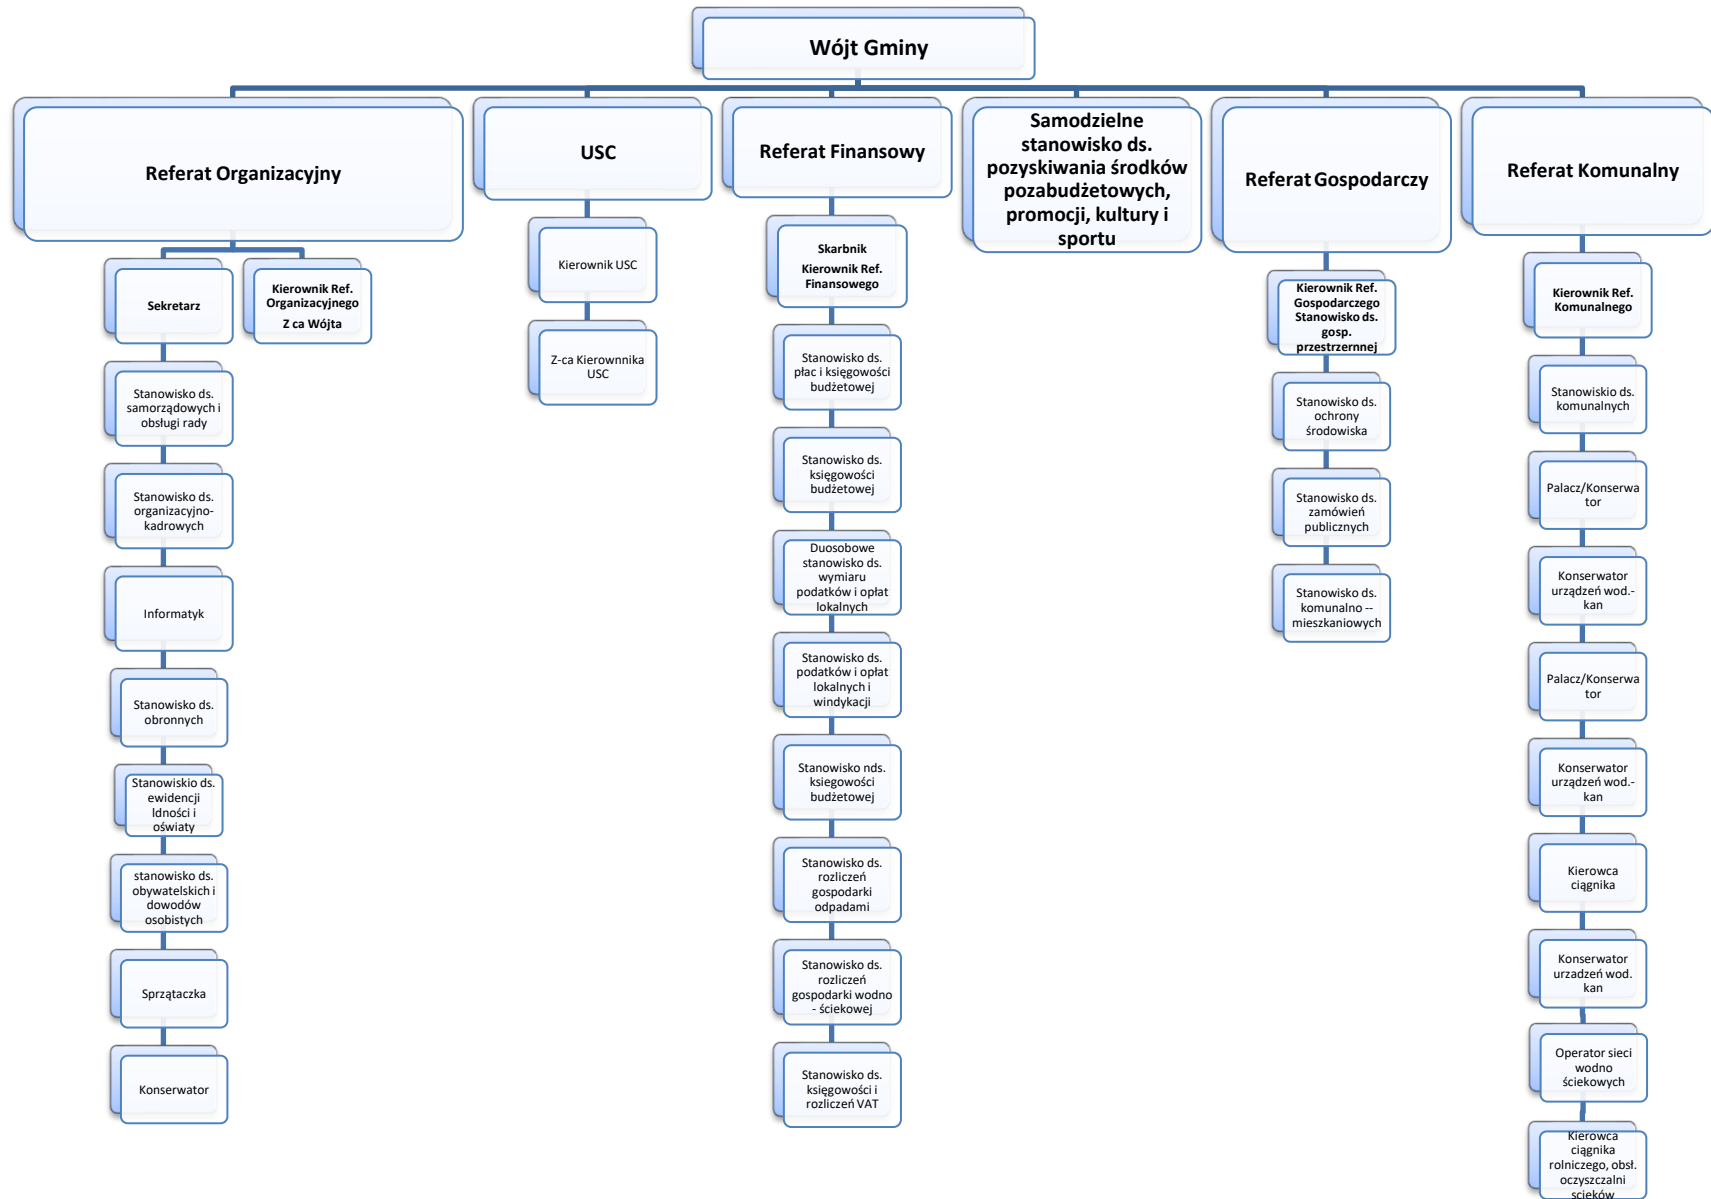 Wójt Gminy
Referat Organizacyjny
Sekretarz
Kierownik Ref.
Organizacyjnego
Z ca Wójta
Stanowisko ds.
samorządowych i
obsługi rady
Stanowisko ds.
organizacyjno-
kadrowych
Informatyk
Stanowisko ds.
obronnych
Stanowiskio ds.
ewidencji
ldności i
oświaty
stanowisko ds.
obywatelskich i
dowodów
osobistych
Sprzątaczka
Konserwator
USC
Kierownik USC
Z-ca Kierownnika
USC
Referat Finansowy
Skarbnik
Kierownik Ref.
Finansowego
Stanowisko ds.
płac i księgowości
budżetowej
Stanowisko ds.
księgowości
budżetowej
Duosobowe
stanowisko ds.
wymiaru
podatków i opłat
lokalnych
Stanowisko ds.
podatków i opłat
lokalnych i
windykacji
Stanowisko nds.
ksiegowości
budżetowej
Stanowisko ds.
rozliczeń
gospodarki
odpadami
Stanowisko ds.
rozliczeń
gospodarki wodno
- ściekowej
Stanowisko ds.
księgowości i
rozliczeń VAT
Samodzielne
stanowisko ds.
pozyskiwania środków
pozabudżetowych,
promocji, kultury i
sportu
Referat Gospodarczy
Kierownik Ref.
Gospodarczego
Stanowisko ds.
gosp.
przestrzernnej
Stanowisko ds.
ochrony
środowiska
Stanowisko ds.
zamówień
publicznych
Stanowisko ds.
komunalno --
mieszkaniowych
Referat Komunalny
Kierownik Ref.
Komunalnego
Stanowiskio ds.
komunalnych
Palacz/Konserwa
tor
Konserwator
urządzeń wod.-
kan
Palacz/Konserwa
tor
Konserwator
urządzeń wod.-
kan
Kierowca
ciągnika
Konserwator
urzadzeń wod.
kan
Operator sieci
wodno
ściekowych
Kierowca
ciągnika
rolniczego, obsł.
oczyszczalni
scieków